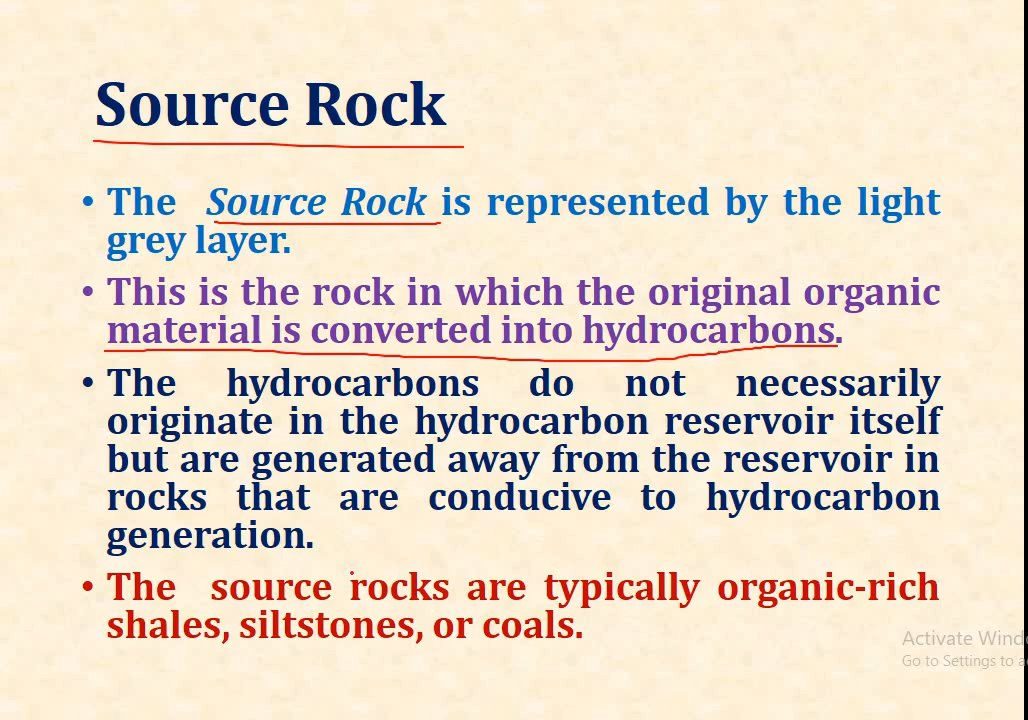 Source Rock
• The Source Rock is represented by the light
grey layer.
• This is the rock in which the original organic
material is converted into hydrocarbons.
• The hydrocarbons do not necessarily
originate in the hydrocarbon reservoir itself
but are generated away from the reservoir in
rocks that are conducive to hydrocarbon
generation.
• The source rocks are typically organic-rich
shales, siltstones, or coals.
Activate Wind
Go to Settings to a